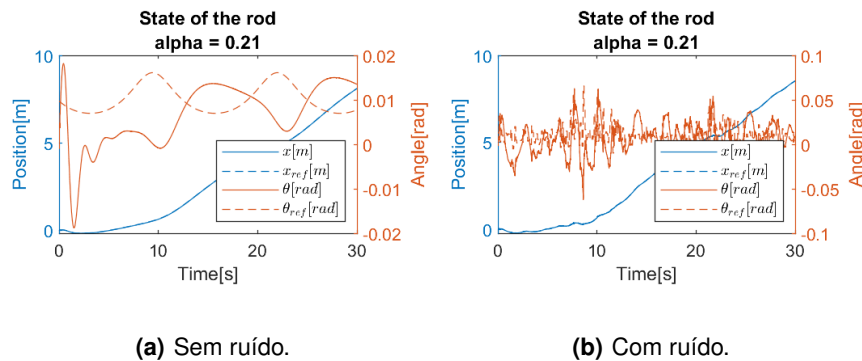 State of the rod
alpha = 0.21
10
5
0
Position[m]
0.02
0.01
0
-0.01
-0.02
Angle[rad]
x[m]
x_ref[m]
θ[rad]
θ_ref[rad]
0 10 20 30
Time[s]
(a) Sem ruído.
State of the rod
alpha = 0.21
10
5
0
Position[m]
0.1
0.05
0
-0.05
-0.1
Angle[rad]
x[m]
x_ref[m]
θ[rad]
θ_ref[rad]
0 10 20 30
Time[s]
(b) Com ruído.